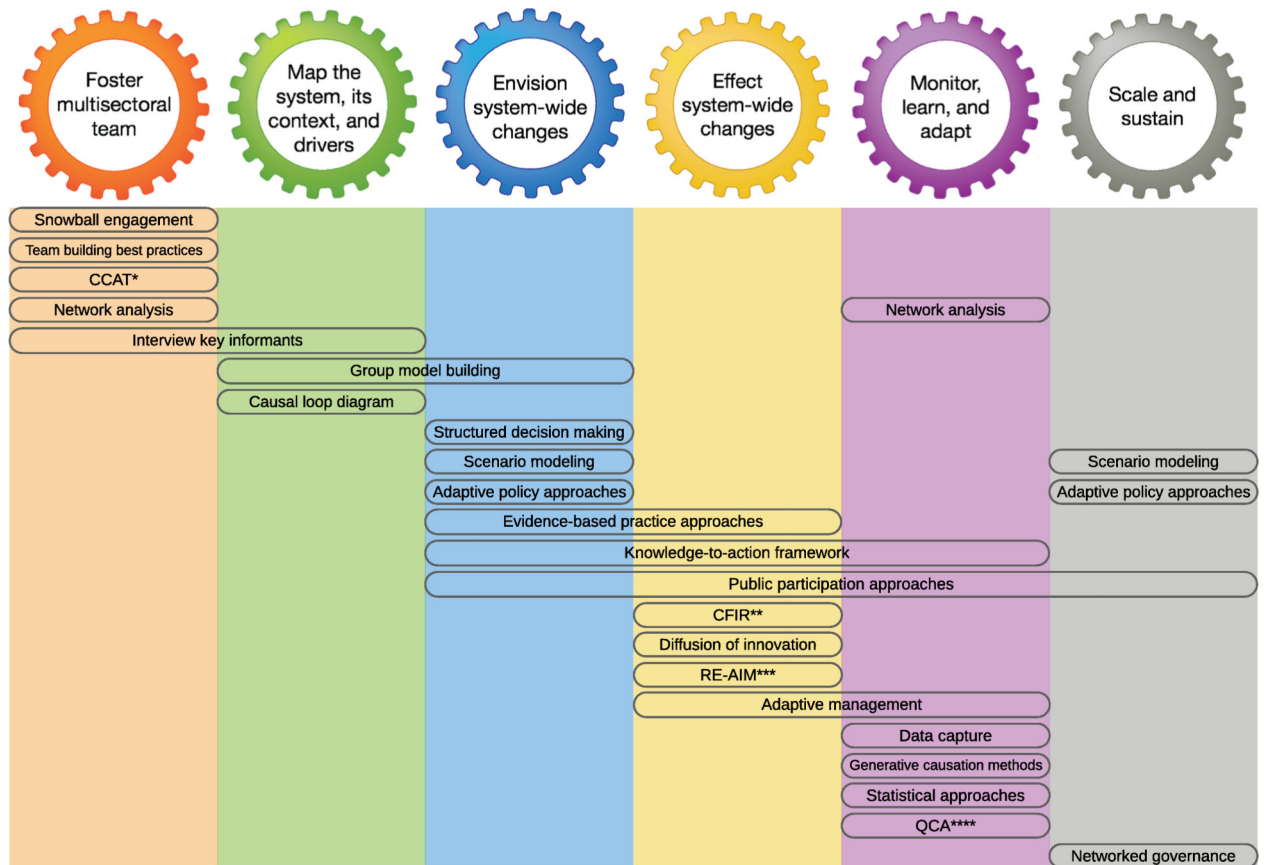 Foster
multisectoral
team
Map the
system, its
context, and
drivers
Envision
system-wide
changes
Effect
system-wide
changes
Monitor,
learn, and
adapt
Scale and
sustain
Snowball engagement
Team building best practices
CCAT*
Network analysis
Network analysis
Interview key informants
Group model building
Causal loop diagram
Structured decision making
Scenario modeling
Scenario modeling
Adaptive policy approaches
Adaptive policy approaches
Evidence-based practice approaches
Knowledge-to-action framework
Public participation approaches
CFIR**
Diffusion of innovation
RE-AIM***
Adaptive management
Data capture
Generative causation methods
Statistical approaches
QCA****
Networked governance